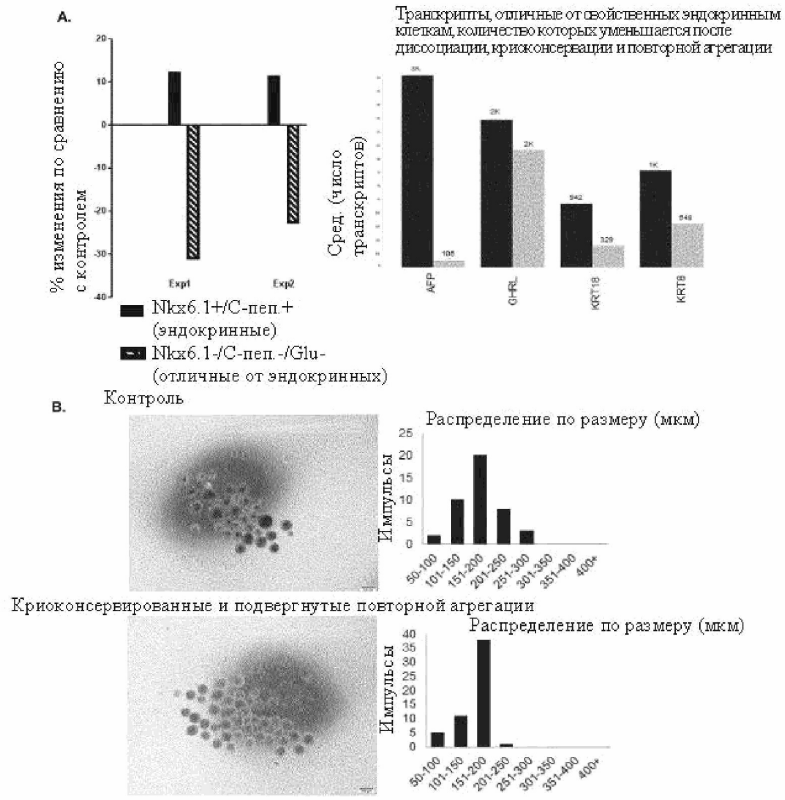 A.
Транскрипты, отличные от свойственных эндокринным
клеткам, количество которых уменьшается после
диссоциации, криоконсервации и повторной агрегации
% изменения по сравнению
с контролем
20
10
0
-10
-20
-30
-40
Exp1
Exp2
Nkx6.1+/С-пеп.+
(эндокринные)
Nkx6.1-/С-пеп.-/Glu-
(отличные от эндокринных)
Сред. (число
транскриптов)
2K
2K
942
329
1K
AFP
GHRL
KRT18
KRT8
B.
Контроль
Распределение по размеру (мкм)
Импульсы
25
20
15
10
5
0
50-100
101-150
151-200
201-250
251-300
301-350
351-400
400+
Криоконсервированные и подвергнутые повторной агрегации
Распределение по размеру (мкм)
Импульсы
40
35
30
25
20
15
10
5
0
50-100
101-150
151-200
201-250
251-300
301-350
351-400
400+